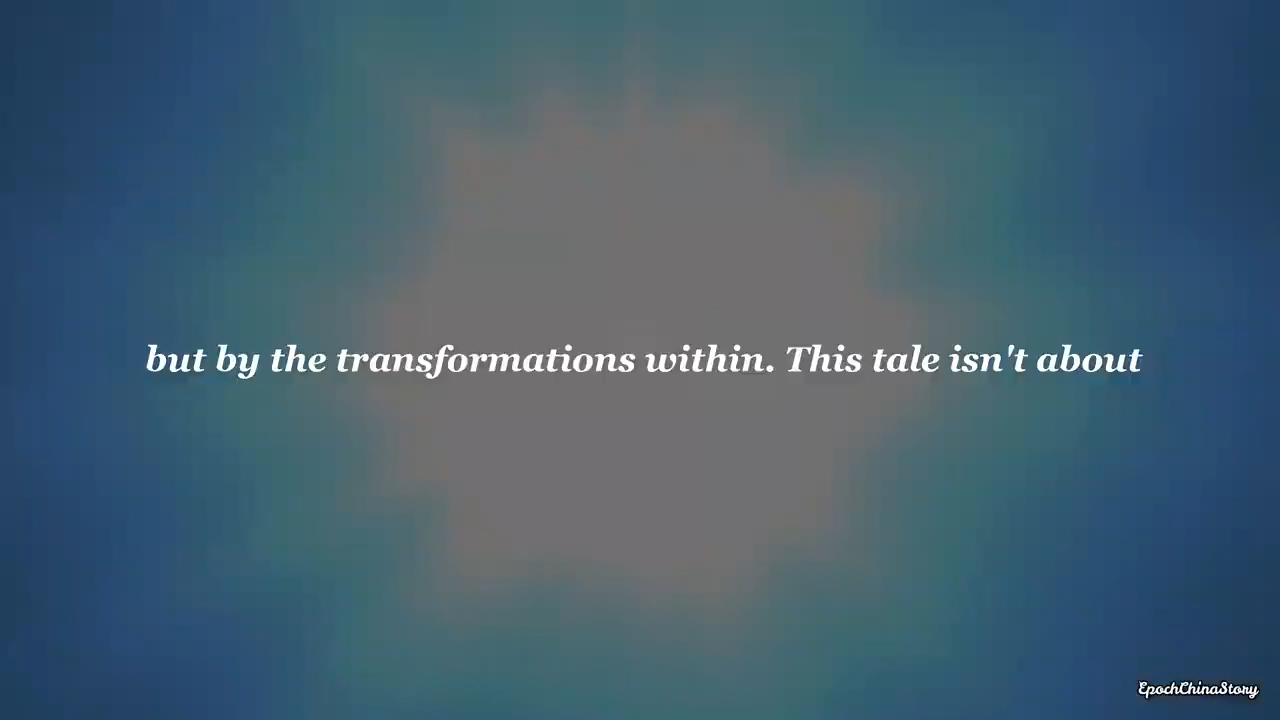 but by the transformations within. This tale isn't about
EpochChinaStory